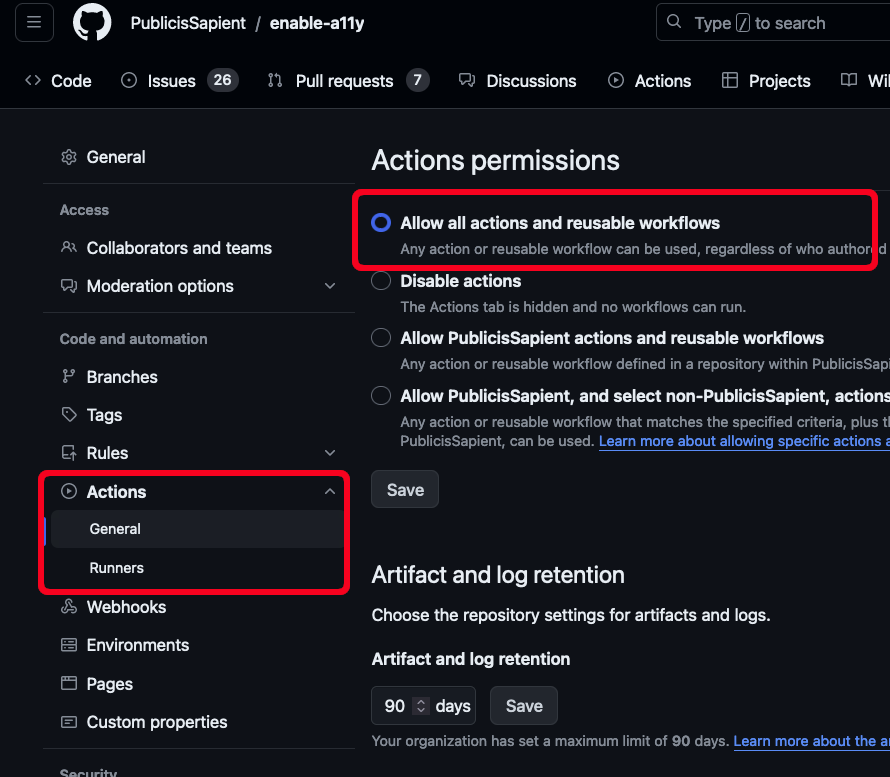 PublicisSapient / enable-a11y
Type / to search
Code
Issues 26
Pull requests 7
Discussions
Actions
Projects
General
Access
Collaborators and teams
Moderation options
Code and automation
Branches
Tags
Rules
Actions
General
Runners
Webhooks
Environments
Pages
Custom properties
Security
Actions permissions
Allow all actions and reusable workflows
Any action or reusable workflow can be used, regardless of who authored
Disable actions
The Actions tab is hidden and no workflows can run.
Allow PublicisSapient actions and reusable workflows
Any action or reusable workflow defined in a repository within PublicisSapi
Allow PublicisSapient, and select non-PublicisSapient, actions
Any action or reusable workflow that matches the specified criteria, plus
PublicisSapient, can be used. Learn more about allowing specific actions
Save
Artifact and log retention
Choose the repository settings for artifacts and logs.
Artifact and log retention
90 days
Save
Your organization has set a maximum limit of 90 days. Learn more about the